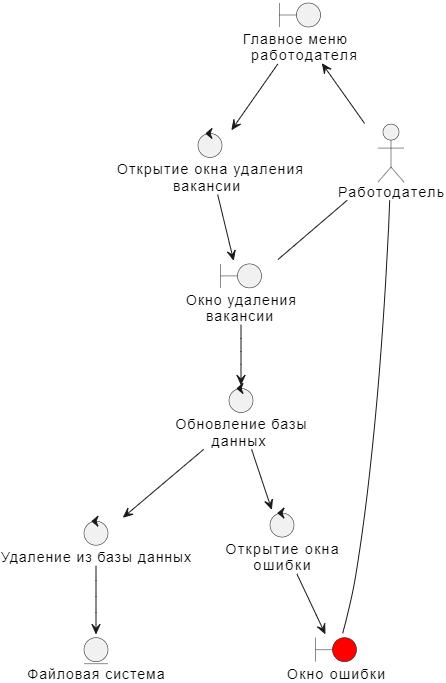 Главное меню
работодателя
Открытие окна удаления
вакансии
Работодатель
Окно удаления
вакансии
Обновление базы
данных
Удаление из базы данных
Открытие окна
ошибки
Файловая система
Окно ошибки